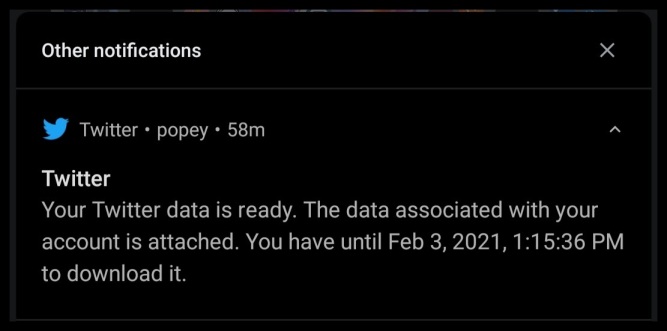 Other notifications
Twitter • popey • 58m
Twitter
Your Twitter data is ready. The data associated with your
account is attached. You have until Feb 3, 2021, 1:15:36 PM
to download it.